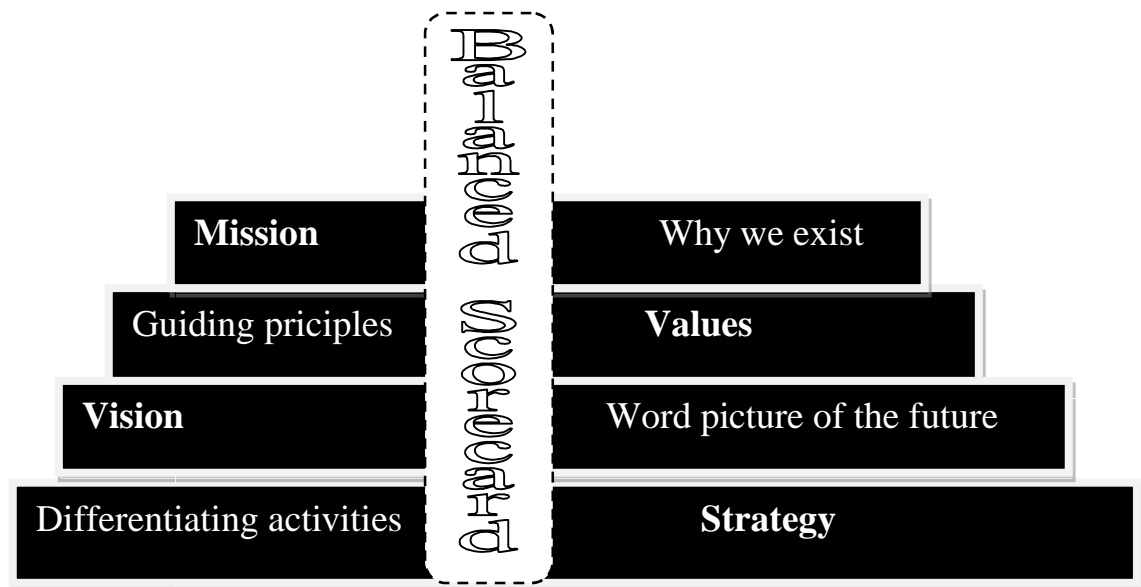 Balanced Scorecard
Mission
Why we exist
Guiding priciples
Values
Vision
Word picture of the future
Differentiating activities
Strategy